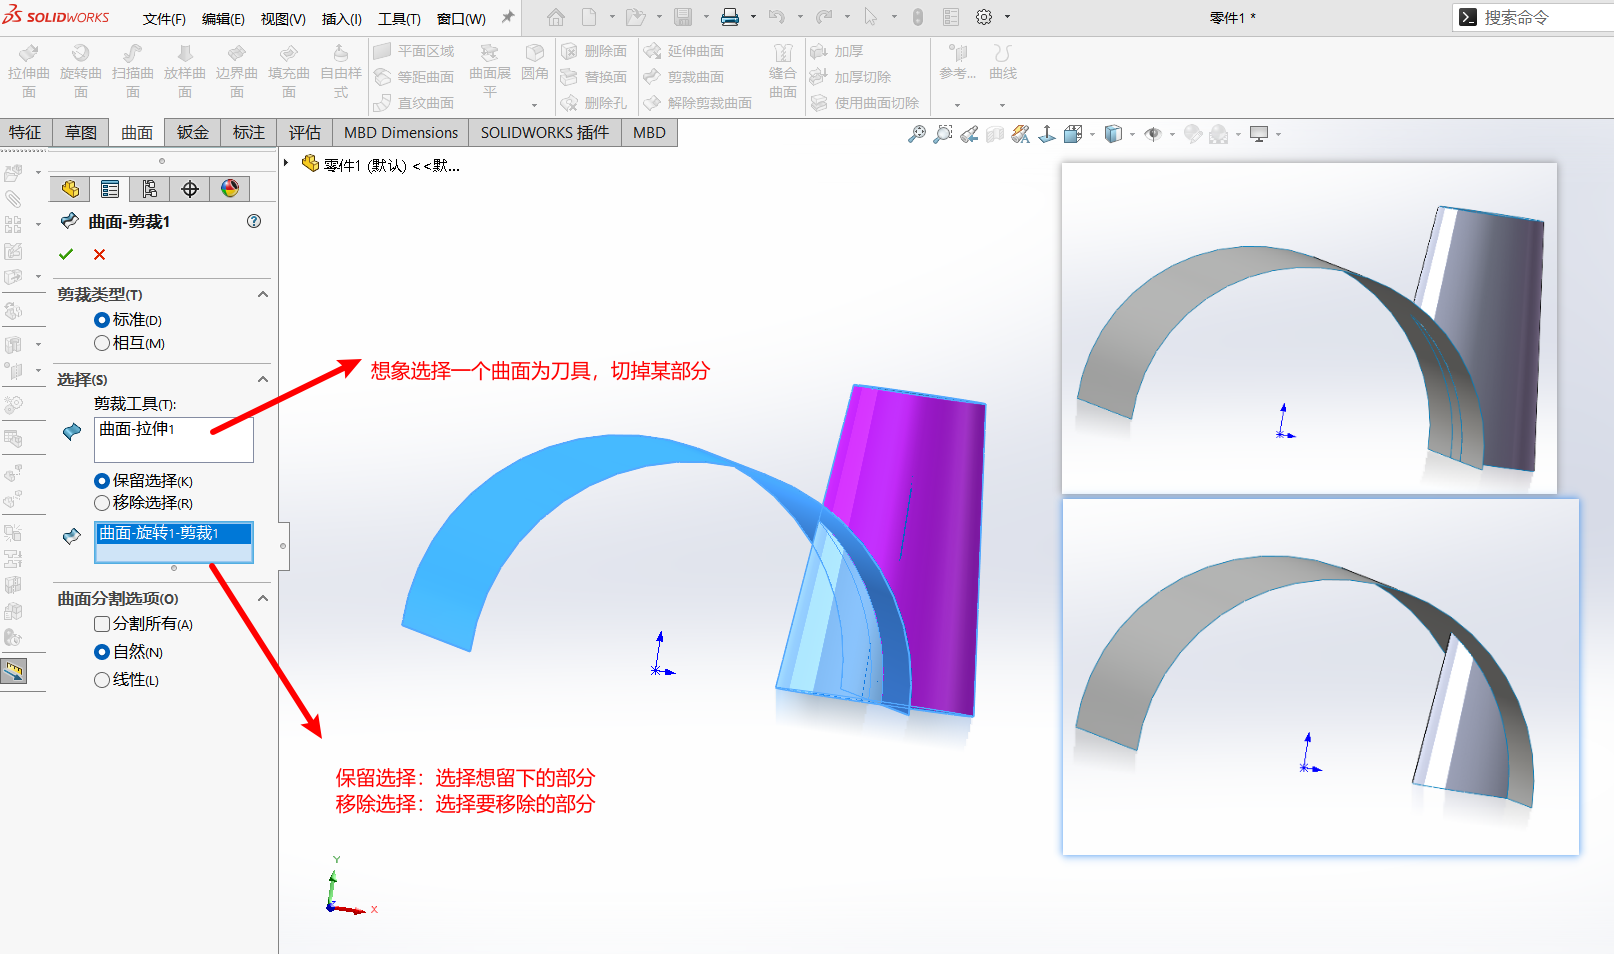 SOLIDWORKS 文件(F) 编辑(E) 视图(V) 插入(I) 工具(T) 窗口(W) 零件1 * 搜索命令
拉伸曲面 旋转曲面 扫描曲面 放样曲面 边界曲面 填充曲面 自由样式
平面区域
等距曲面
直纹曲面
曲面展平 圆角
删除面
替换面
删除孔
延伸曲面
剪裁曲面
解除剪裁曲面
缝合曲面
加厚
加厚切除
使用曲面切除
参考... 曲线
特征 草图 曲面 钣金 标注 评估 MBD Dimensions SOLIDWORKS 插件 MBD
零件1 (默认) <<默...
曲面-剪裁1
剪裁类型(T)
标准(D)
相互(M)
选择(S)
剪裁工具(T):
曲面-拉伸1
保留选择(K)
移除选择(R)
曲面-旋转1-剪裁1
曲面分割选项(O)
分割所有(A)
自然(N)
线性(L)
想象选择一个曲面为刀具，切掉某部分
保留选择：选择想留下的部分
移除选择：选择要移除的部分
Y
X